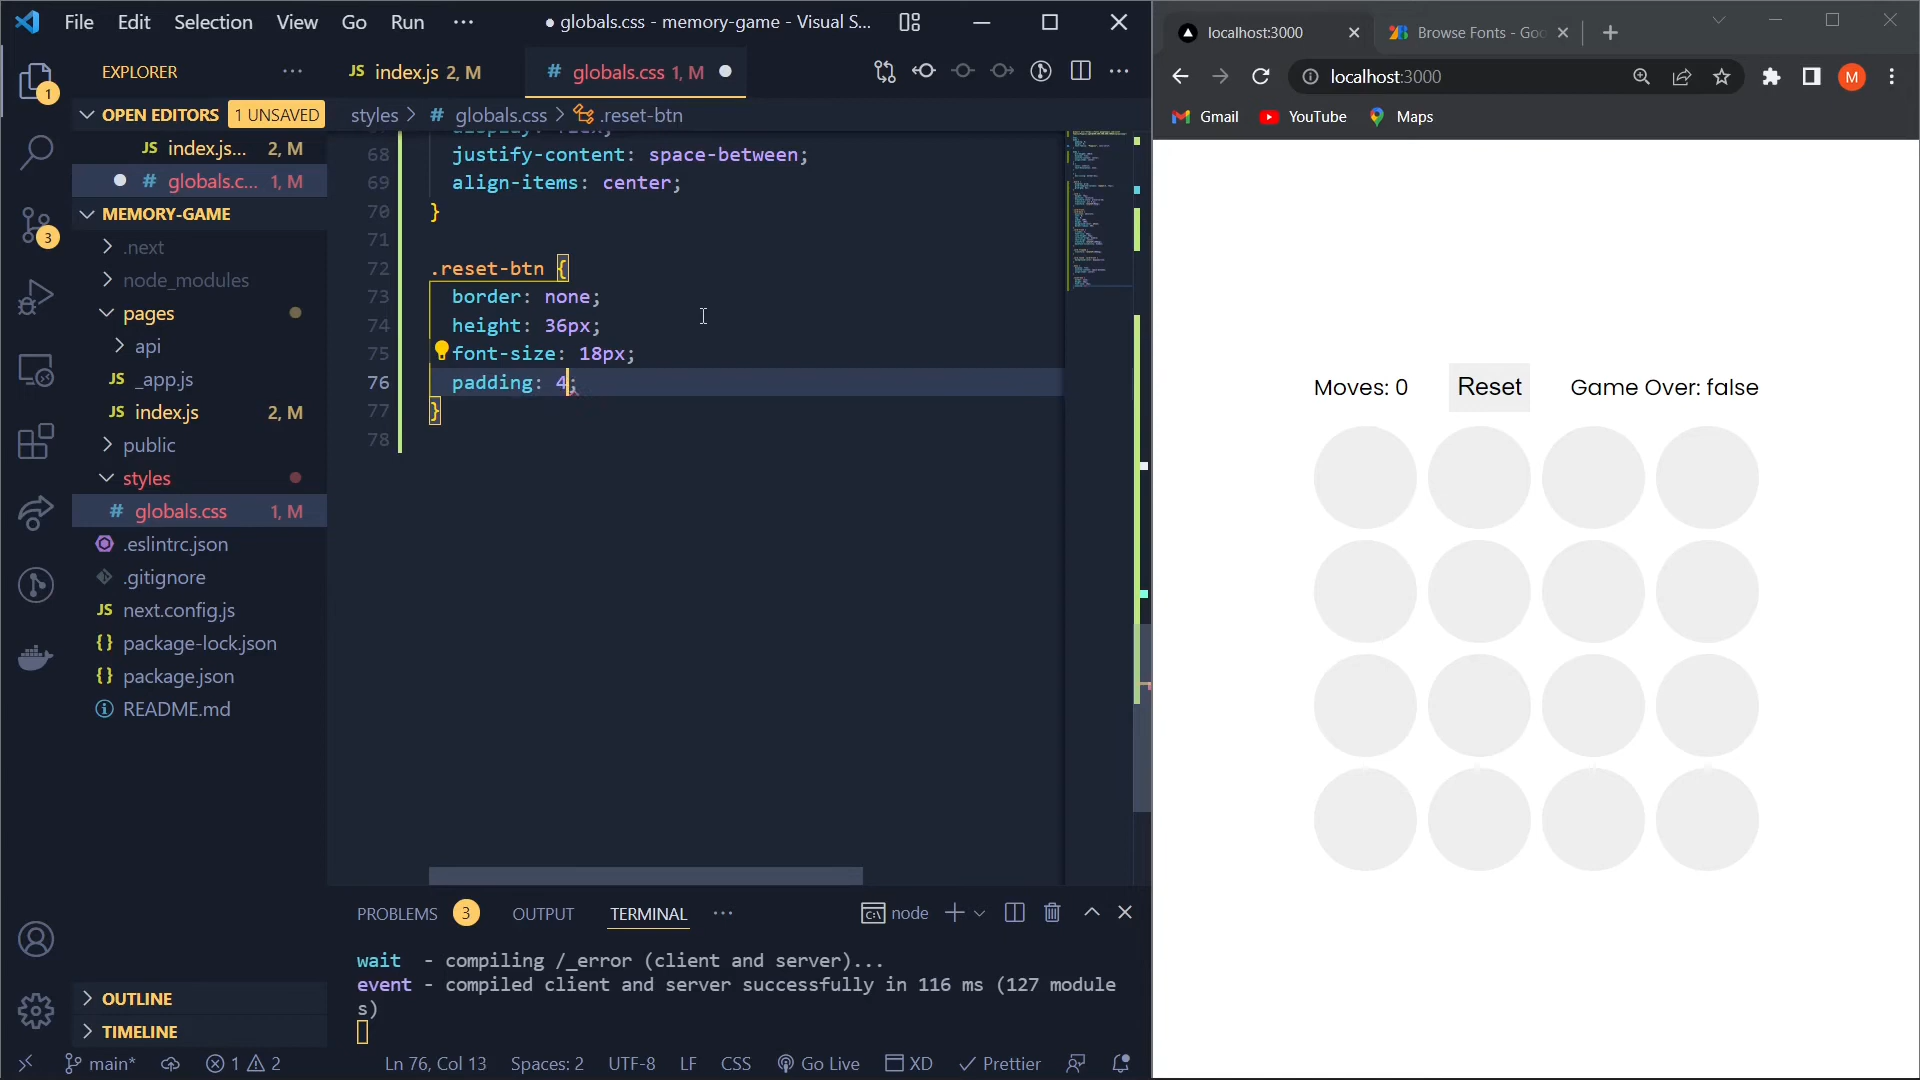 File Edit Selection View Go Run ··· ● globals.css - memory-game - Visual S...
EXPLORER ···
OPEN EDITORS 1 UNSAVED
JS index.js... 2, M
● # globals.c... 1, M
MEMORY-GAME
.next
node_modules
pages
api
JS _app.js
JS index.js 2, M
public
styles
# globals.css 1, M
.eslintrc.json
.gitignore
JS next.config.js
{} package-lock.json
{} package.json
README.md
OUTLINE
TIMELINE
1
3
JS index.js 2, M
# globals.css 1, M ●
styles > # globals.css > .reset-btn
68 justify-content: space-between;
69 align-items: center;
70 }
71
72 .reset-btn {
73 border: none;
74 height: 36px;
75 font-size: 18px;
76 padding: 4;
77 }
78
PROBLEMS 3 OUTPUT TERMINAL ··· node
wait - compiling /_error (client and server)...
event - compiled client and server successfully in 116 ms (127 module
s)
main* 1 2 Ln 76, Col 13 Spaces: 2 UTF-8 LF CSS Go Live XD Prettier
localhost:3000
Browse Fonts - Goo
localhost:3000
M
Gmail YouTube Maps
Moves: 0 Reset Game Over: false